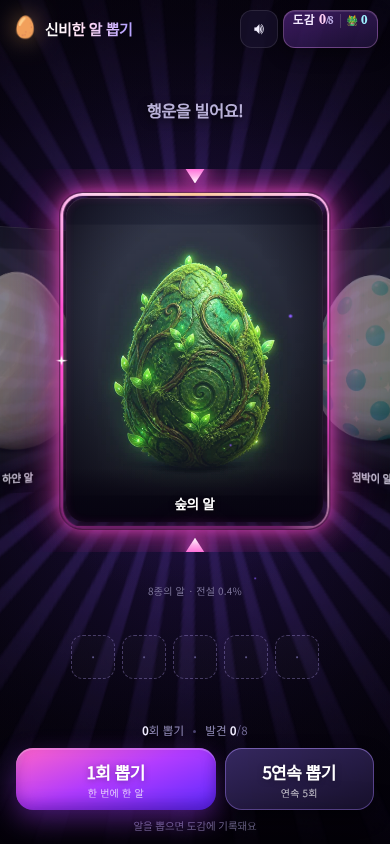 신비한 알 뽑기
도감 0/8 0
행운을 빌어요!
하얀 알
숲의 알
점박이 알
8종의 알 · 전설 0.4%
0회 뽑기 • 발견 0/8
1회 뽑기
한 번에 한 알
5연속 뽑기
연속 5회
알을 뽑으면 도감에 기록돼요